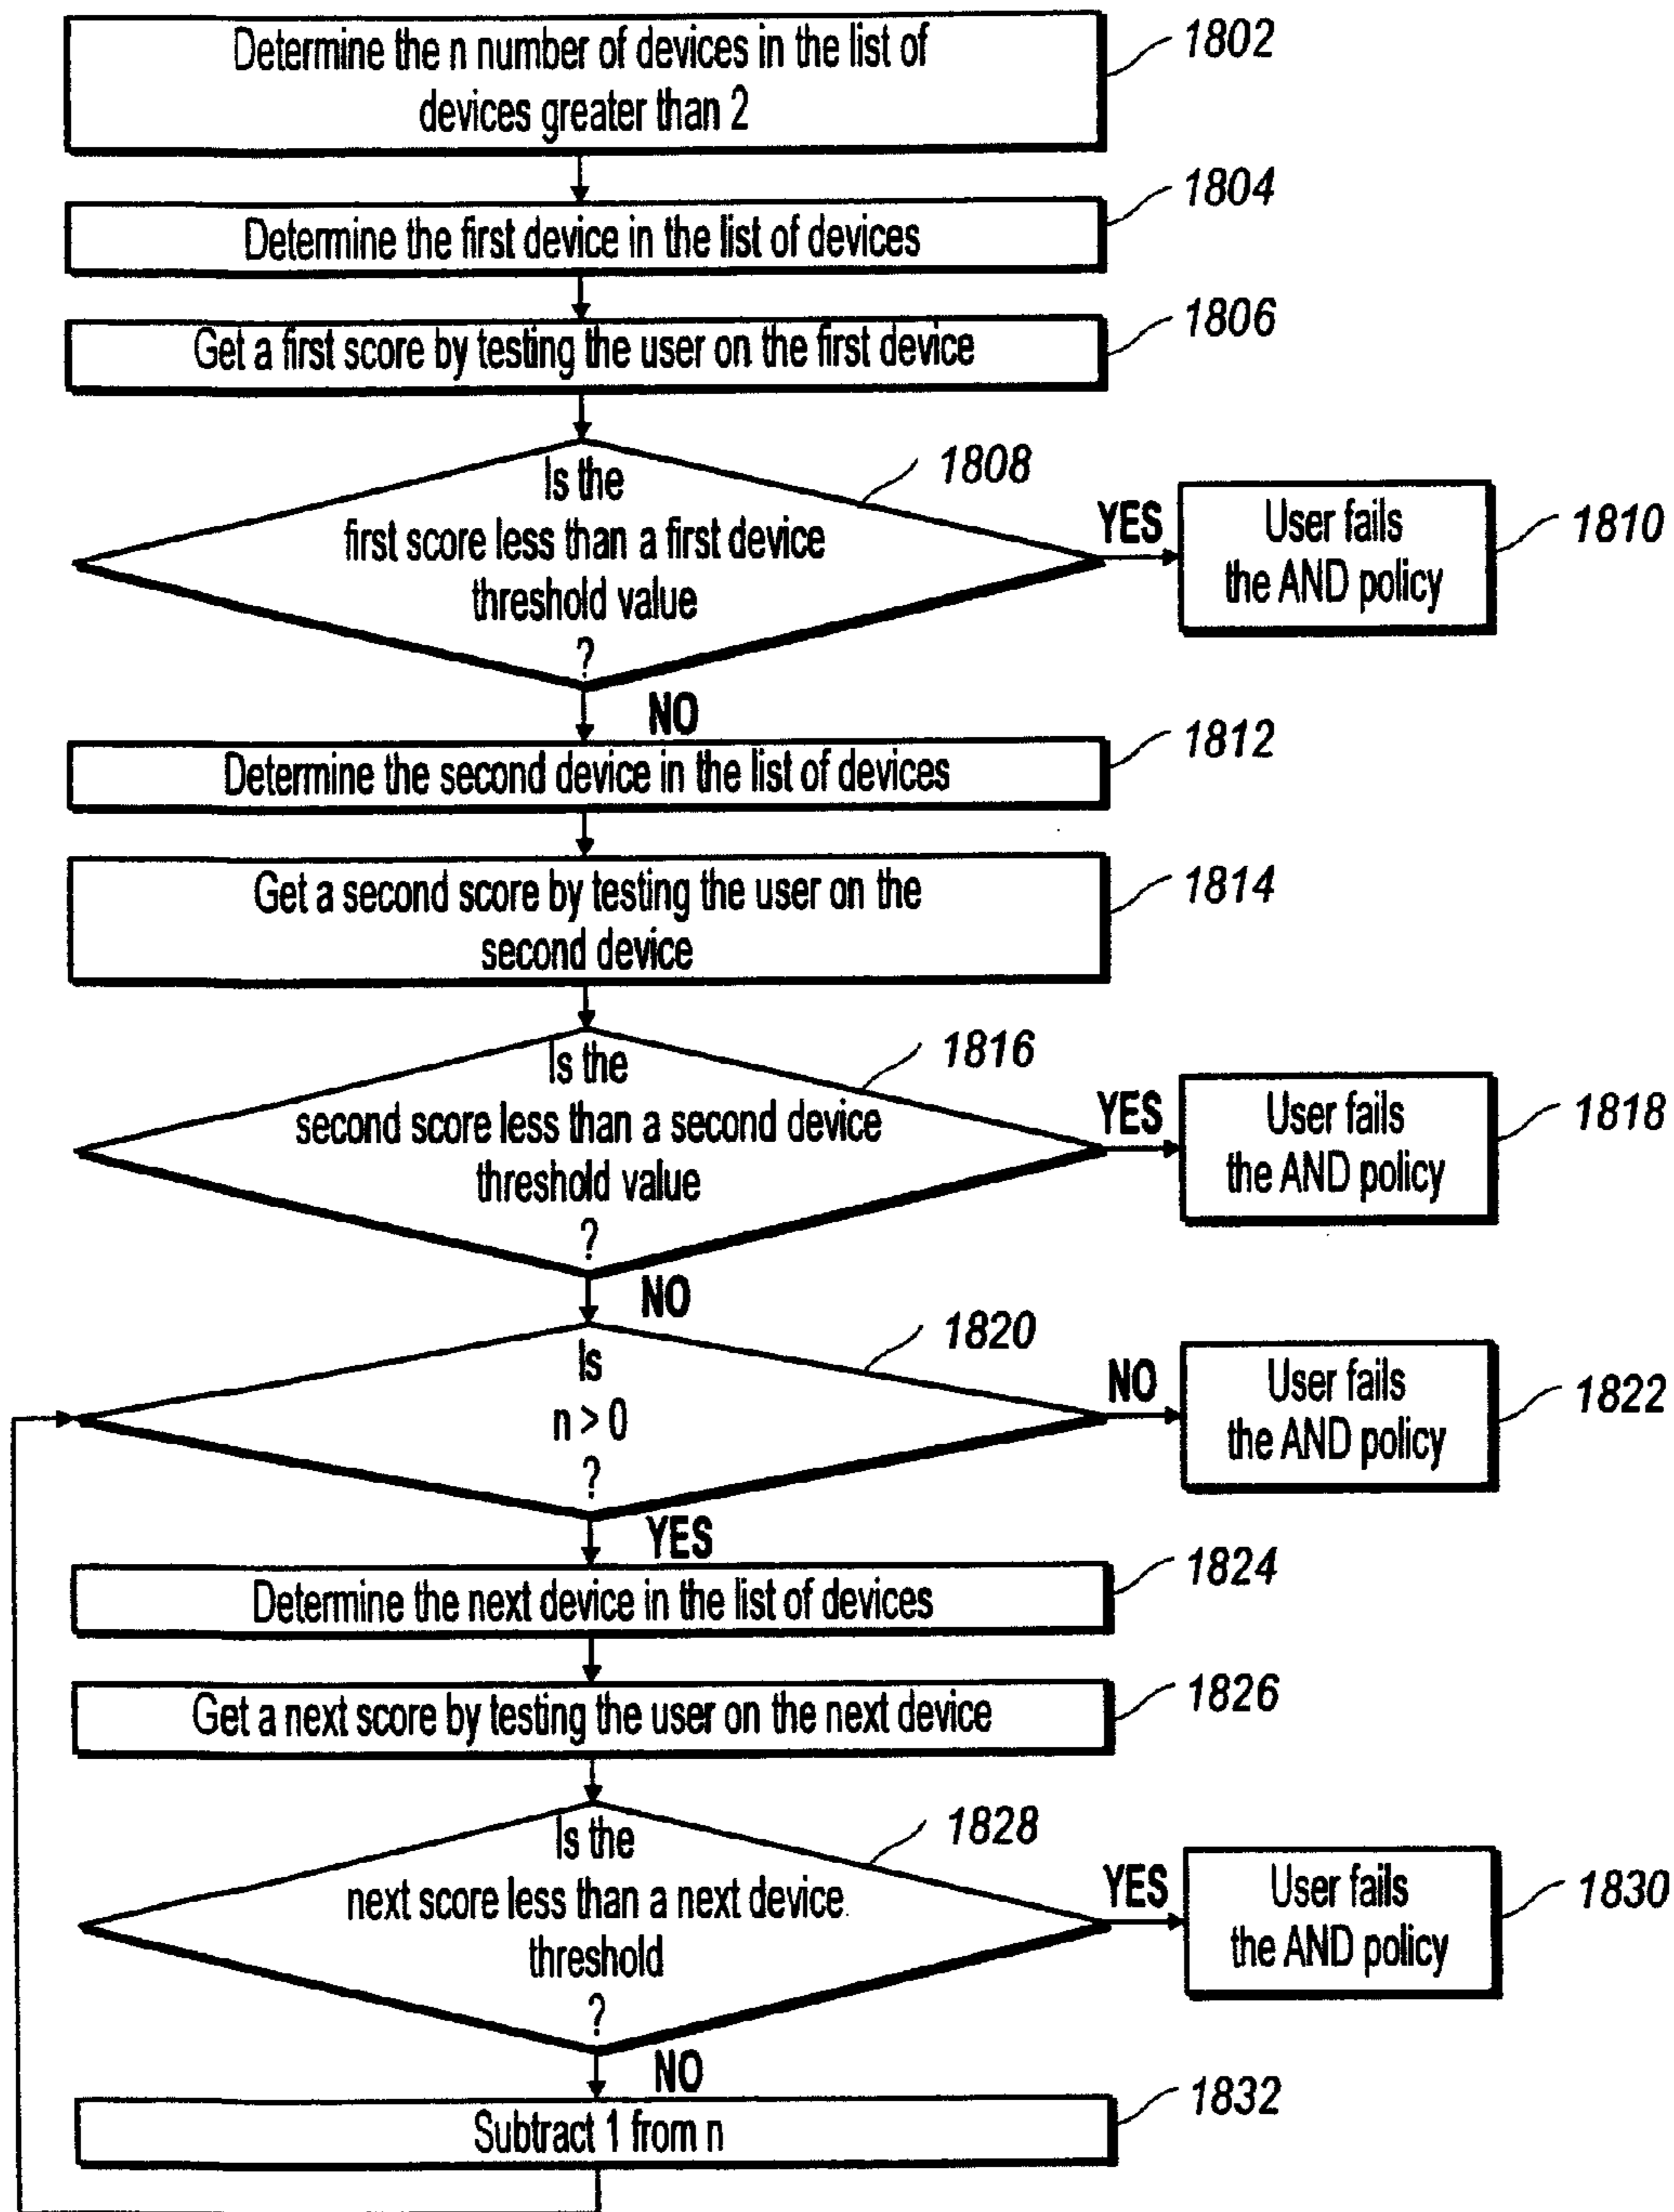 Determine the n number of devices in the list of
devices greater than 2
1802
Determine the first device in the list of devices
1804
Get a first score by testing the user on the first device
1806
Is the
first score less than a first device
threshold value
?
1808
YES
User fails
the AND policy
1810
NO
Determine the second device in the list of devices
1812
Get a second score by testing the user on the
second device
1814
Is the
second score less than a second device
threshold value
?
1816
YES
User fails
the AND policy
1818
NO
Is
n > 0
?
1820
NO
User fails
the AND policy
1822
YES
Determine the next device in the list of devices
1824
Get a next score by testing the user on the next device
1826
Is the
next score less than a next device
threshold
?
1828
YES
User fails
the AND policy
1830
NO
Subtract 1 from n
1832